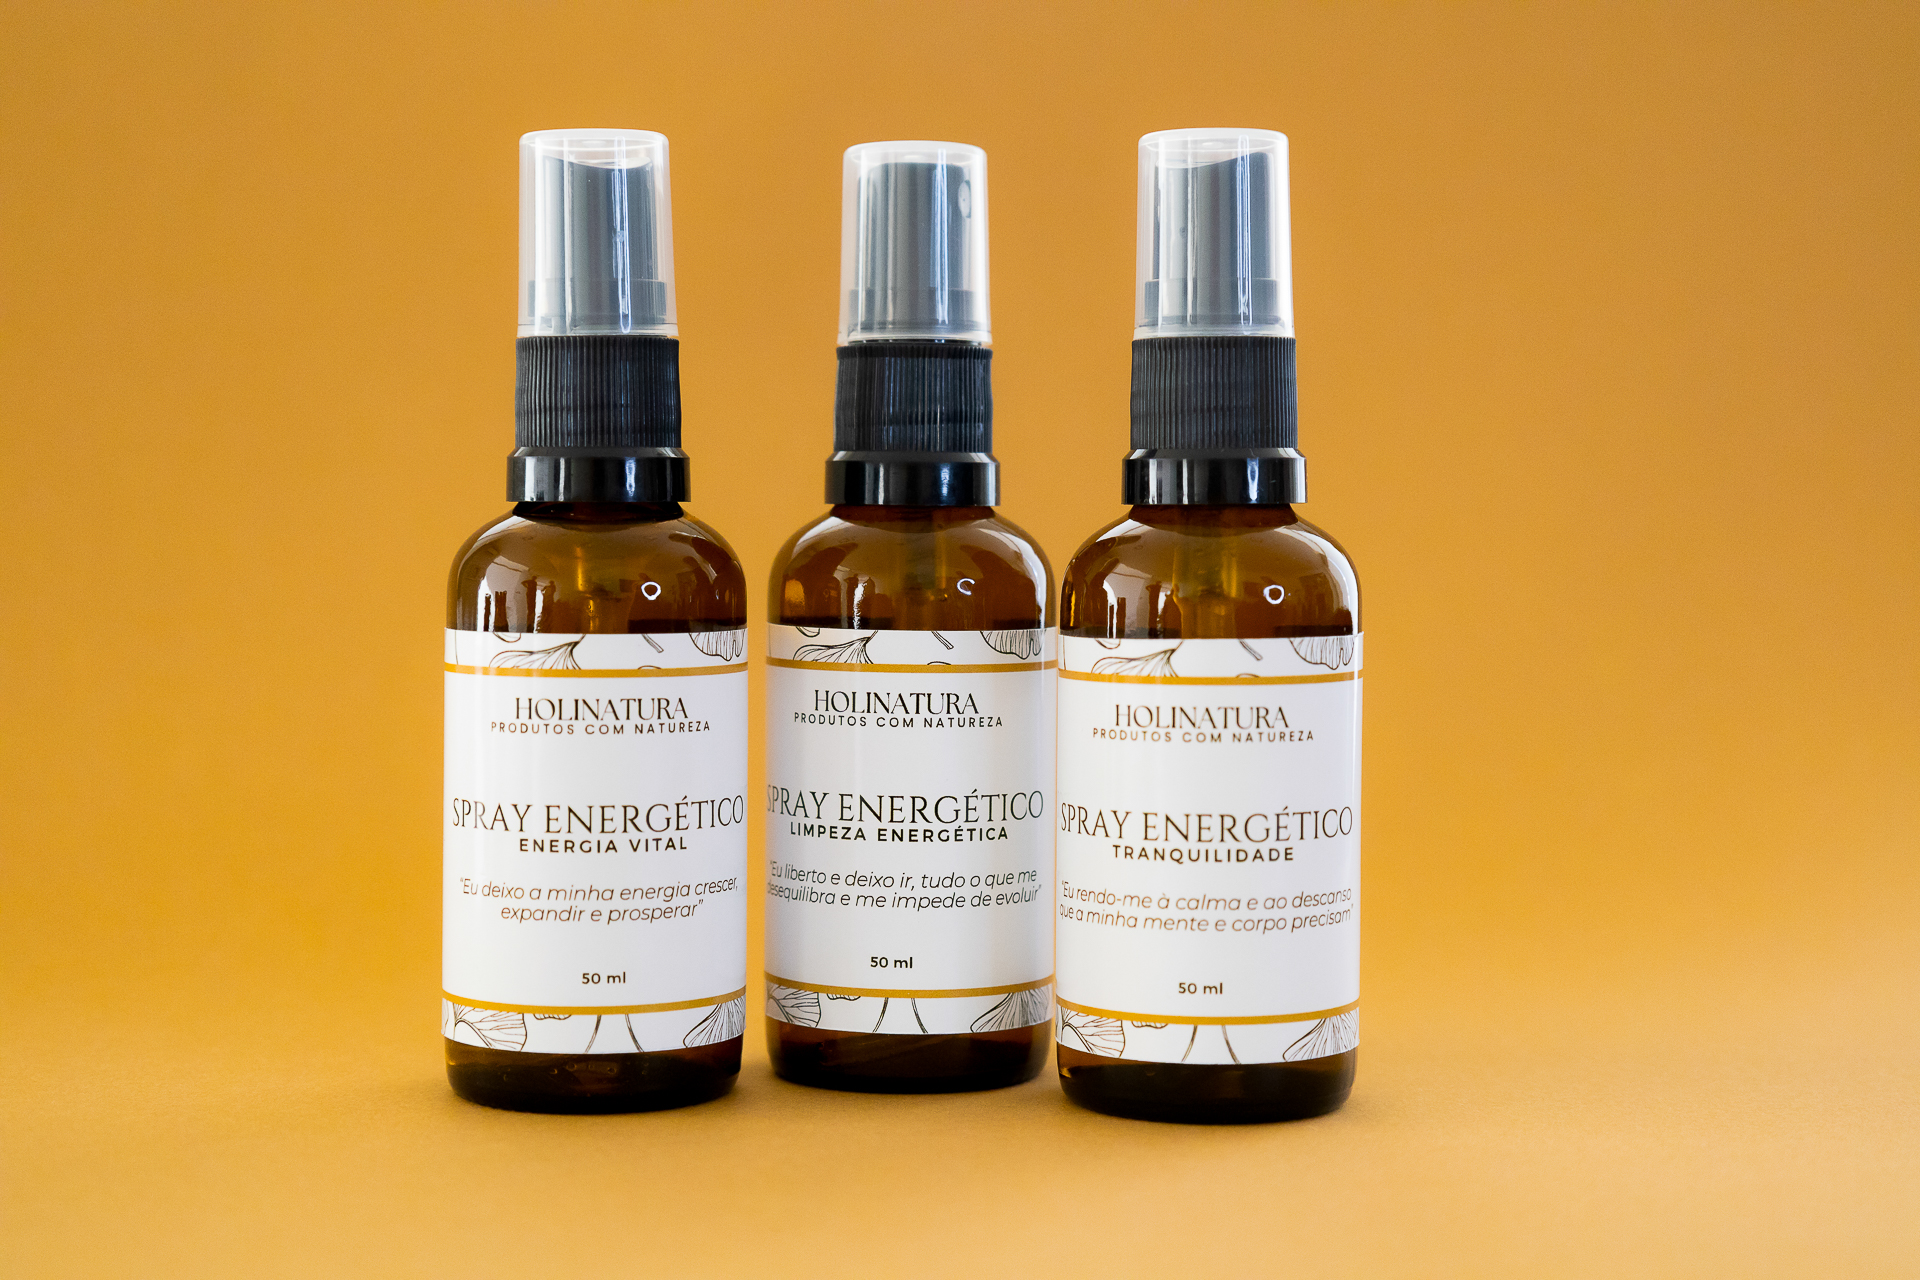 HOLINATURA
PRODUTOS COM NATUREZA
SPRAY ENERGÉTICO
ENERGIA VITAL
“Eu deixo a minha energia crescer,
expandir e prosperar”
50 ml
HOLINATURA
PRODUTOS COM NATUREZA
SPRAY ENERGÉTICO
LIMPEZA ENERGÉTICA
“Eu liberto e deixo ir, tudo o que me
desequilibra e me impede de evoluir”
50 ml
HOLINATURA
PRODUTOS COM NATUREZA
SPRAY ENERGÉTICO
TRANQUILIDADE
“Eu rendo-me à calma e ao descanso
que a minha mente e corpo precisam”
50 ml